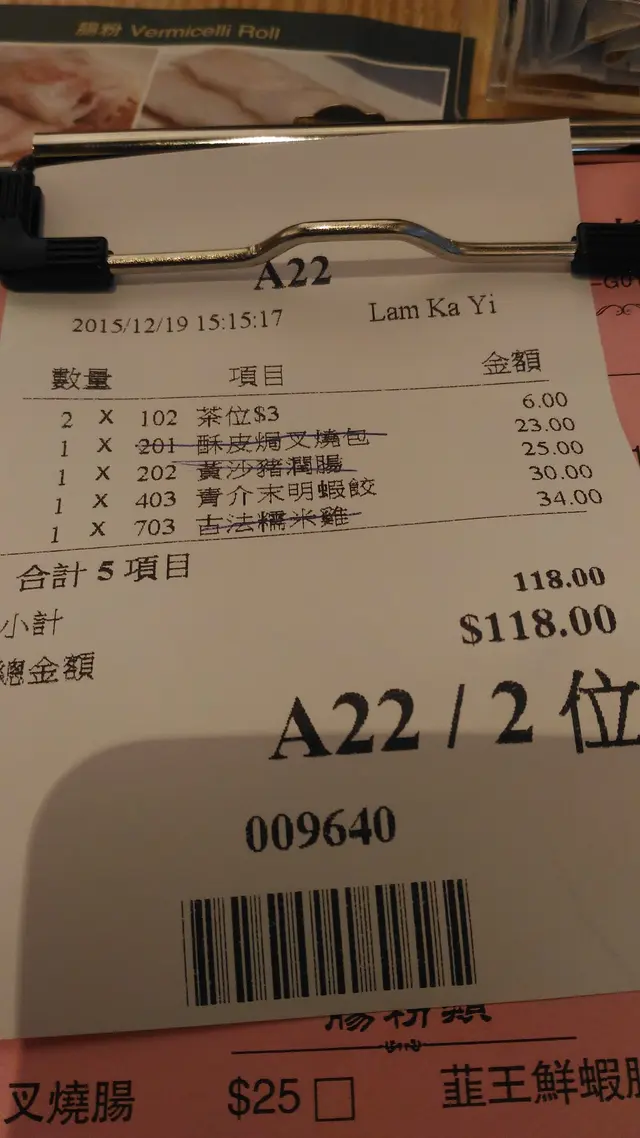 腸粉 Vermicelli Roll
A22
2015/12/19 15:15:17 Lam Ka Yi
數量 項目 金額
2 X 102 茶位$3 6.00
1 X 201 酥皮焗叉燒包 23.00
1 X 202 黃沙豬潤腸 25.00
1 X 403 青介末明蝦餃 30.00
1 X 703 古法糯米雞 34.00
合計 5 項目
小計 118.00
總金額 $118.00
A22 / 2 位
009640
腸粉類
叉燒腸 $25 韮王鮮蝦腸